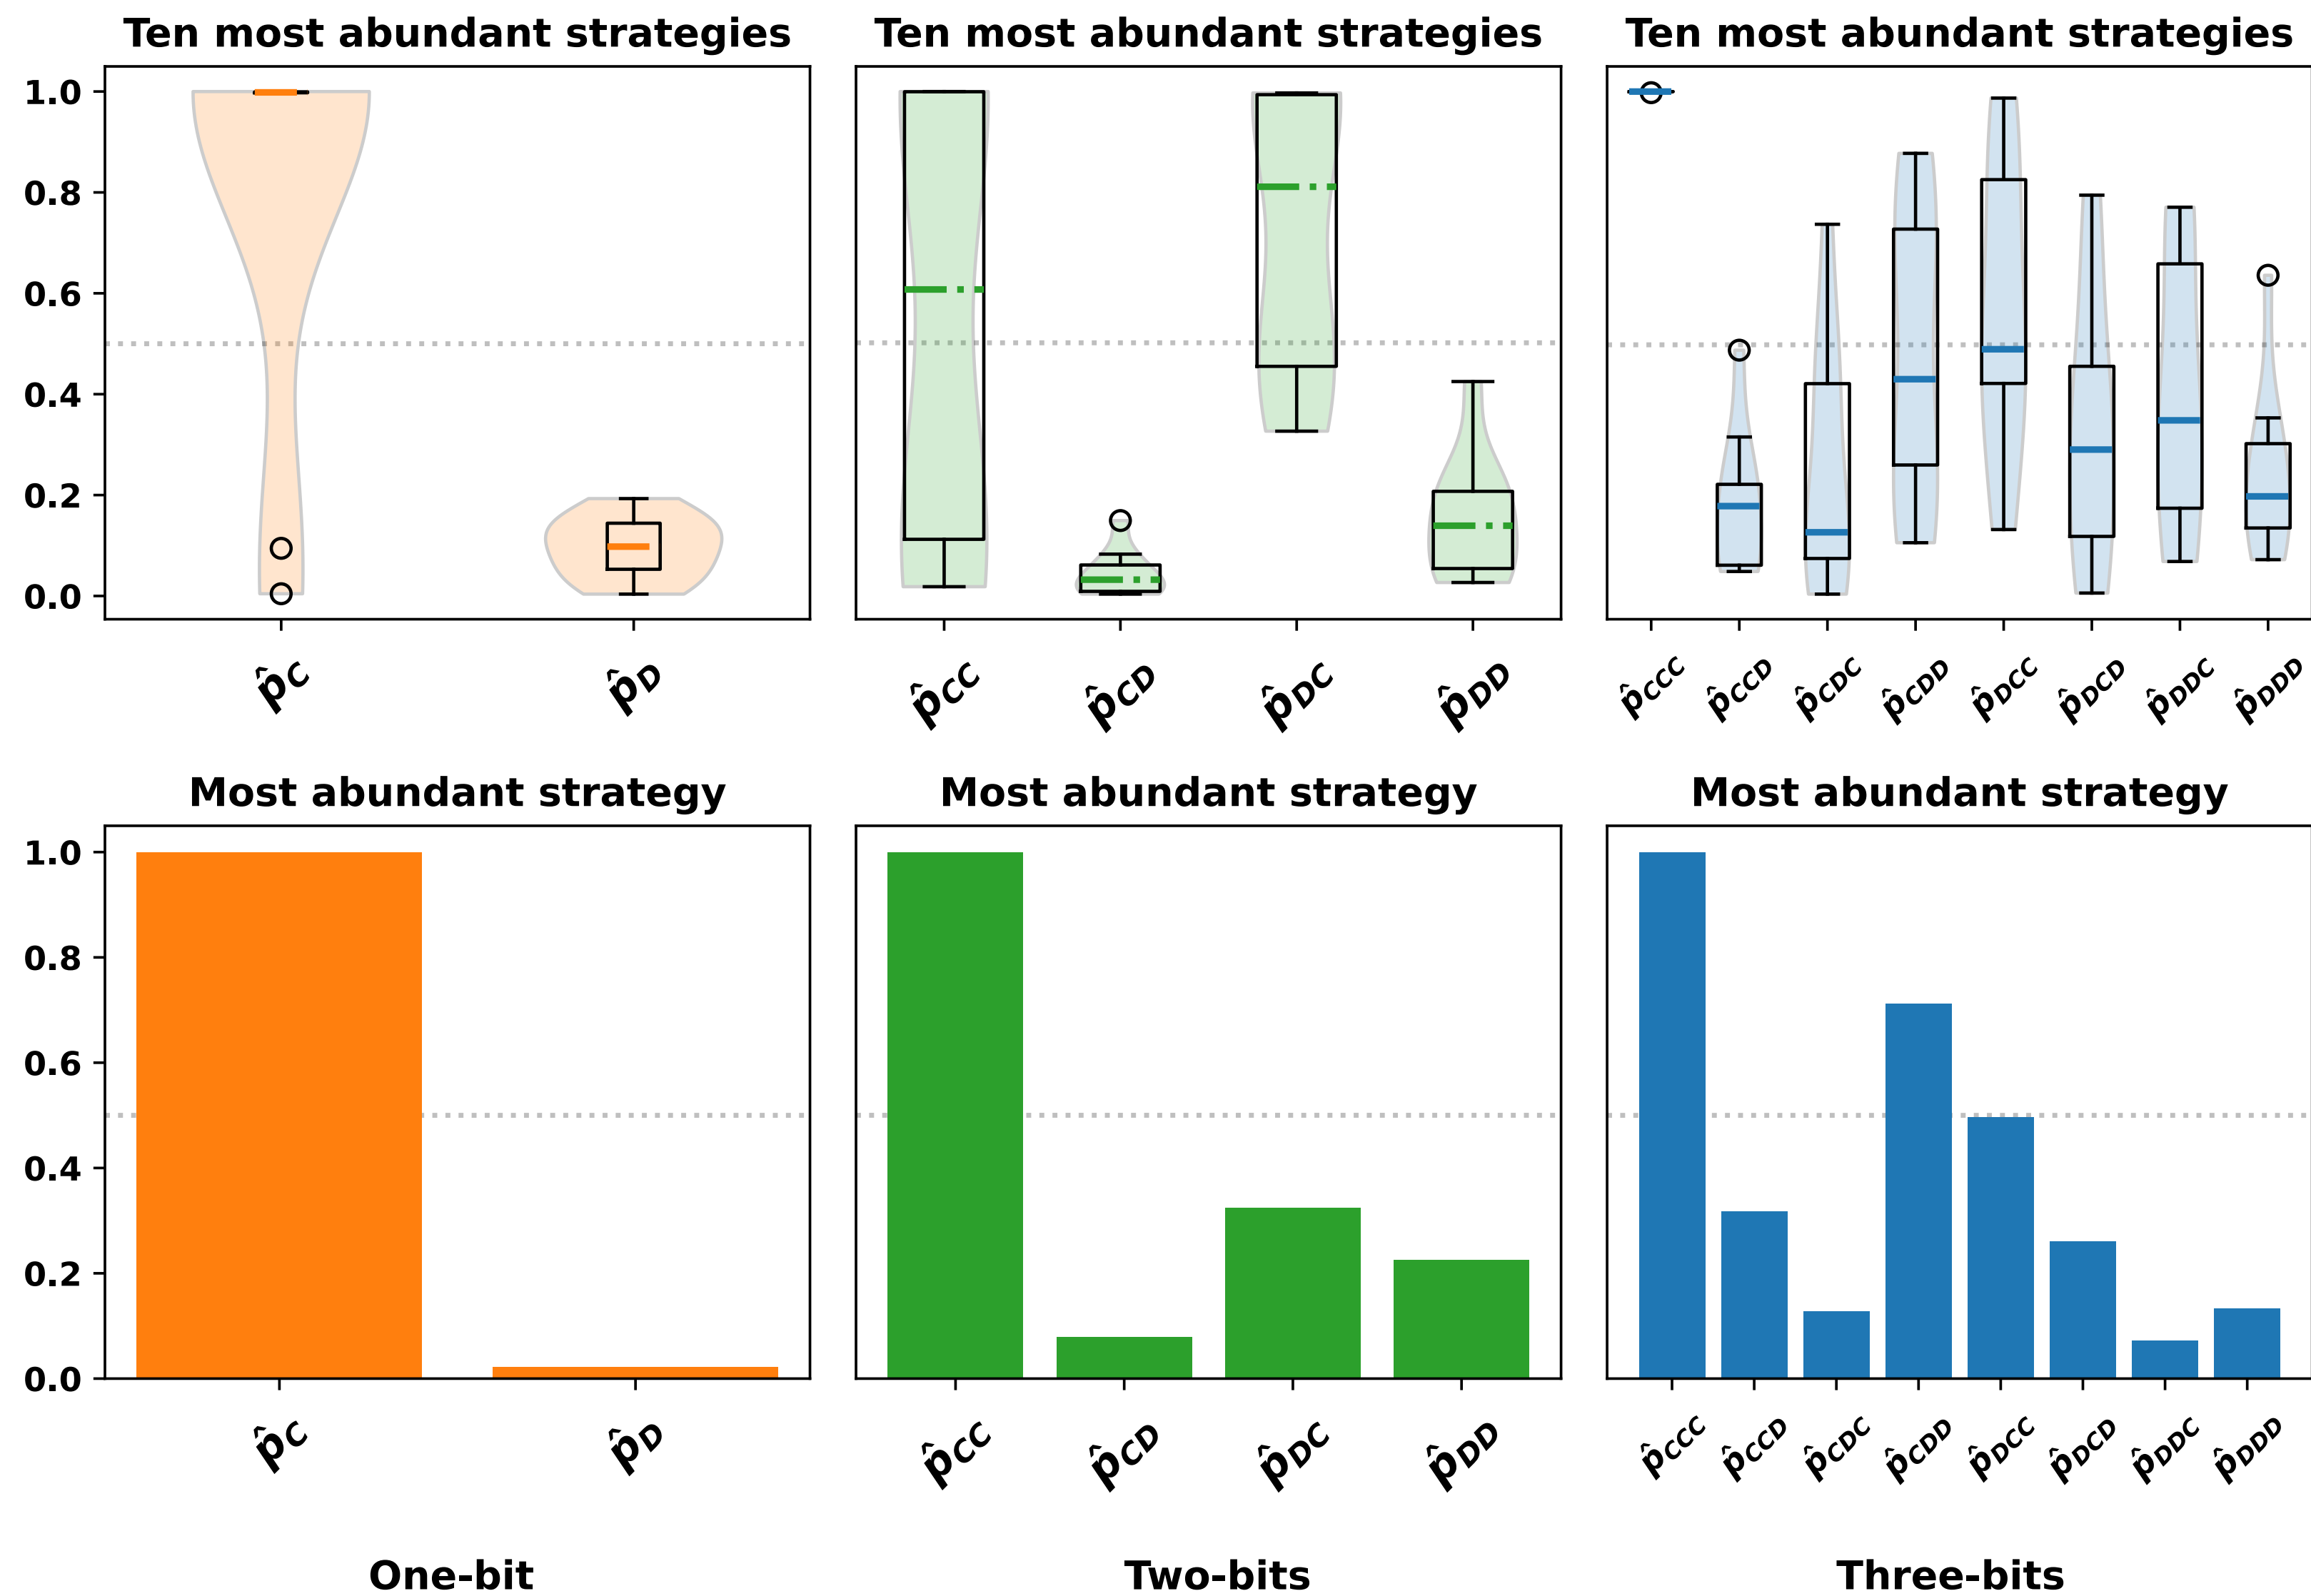 Ten most abundant strategies Ten most abundant strategies Ten most abundant strategies
1.0
0.8
0.6
0.4
0.2
0.0
p̂C p̂D p̂CC p̂CD p̂DC p̂DD p̂CCC p̂CCD p̂CDC p̂CDD p̂DCC p̂DCD p̂DDC p̂DDD
Most abundant strategy Most abundant strategy Most abundant strategy
1.0
0.8
0.6
0.4
0.2
0.0
p̂C p̂D p̂CC p̂CD p̂DC p̂DD p̂CCC p̂CCD p̂CDC p̂CDD p̂DCC p̂DCD p̂DDC p̂DDD
One-bit Two-bits Three-bits